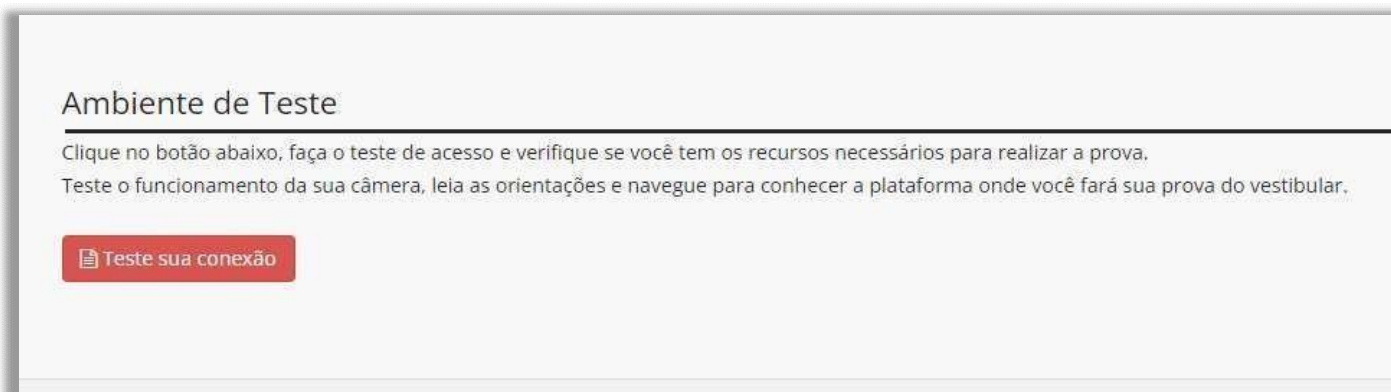 Ambiente de Teste
Clique no botão abaixo, faça o teste de acesso e verifique se você tem os recursos necessários para realizar a prova.
Teste o funcionamento da sua câmera, leia as orientações e navegue para conhecer a plataforma onde você fará sua prova do vestibular.
Teste sua conexão